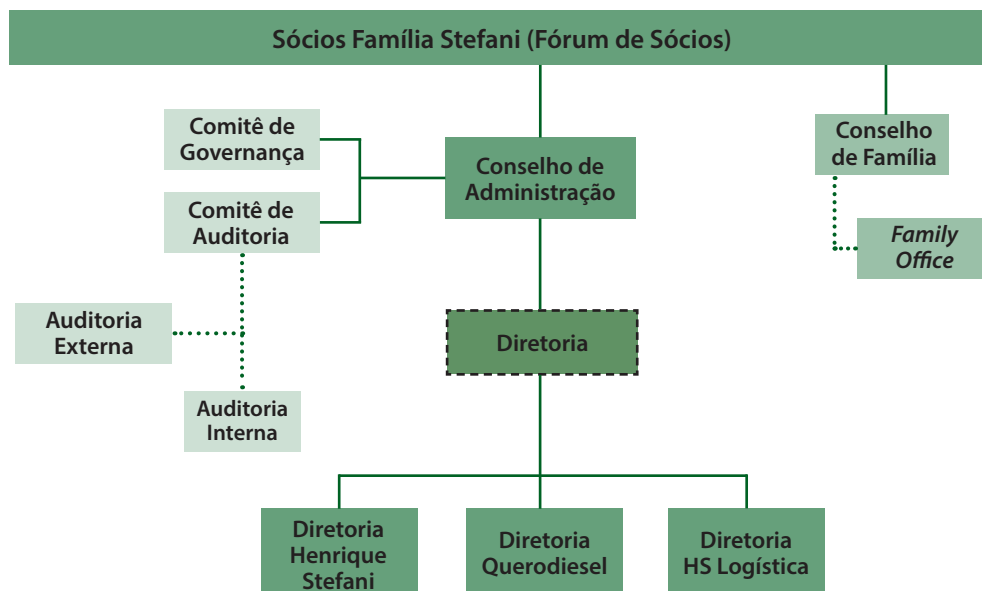 Sócios Família Stefani (Fórum de Sócios)
Comitê de
Governança
Conselho de
Administração
Conselho
de Família
Comitê de
Auditoria
Family
Office
Auditoria
Externa
Diretoria
Auditoria
Interna
Diretoria
Henrique
Stefani
Diretoria
Querodiesel
Diretoria
HS Logística